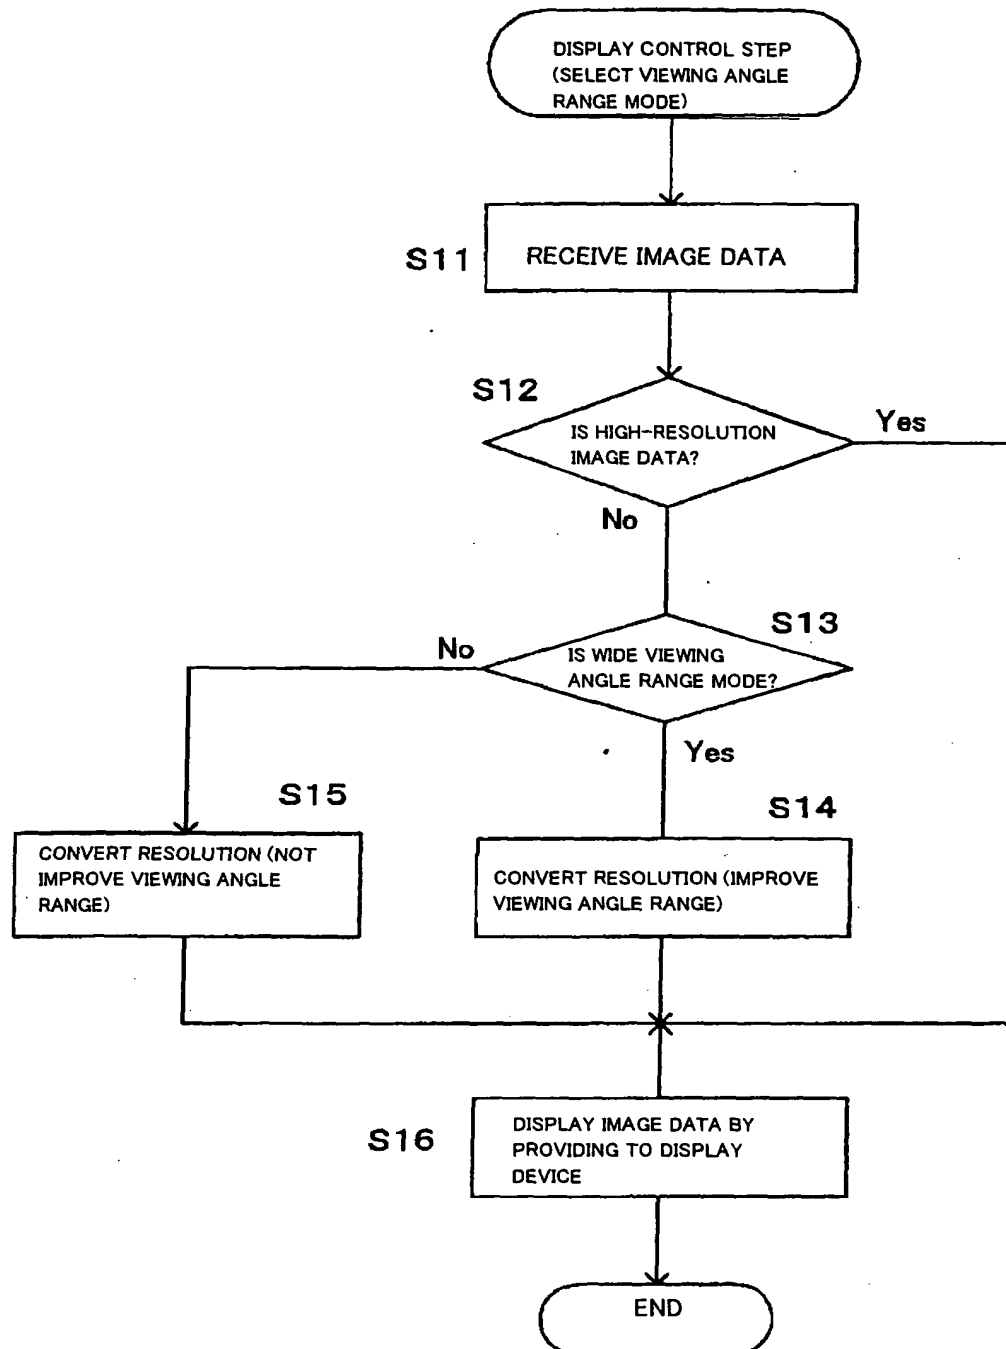 DISPLAY CONTROL STEP
(SELECT VIEWING ANGLE
RANGE MODE)
S11
RECEIVE IMAGE DATA
S12
IS HIGH-RESOLUTION
IMAGE DATA?
Yes
No
S13
IS WIDE VIEWING
ANGLE RANGE MODE?
No
Yes
S15
CONVERT RESOLUTION (NOT
IMPROVE VIEWING ANGLE
RANGE)
S14
CONVERT RESOLUTION (IMPROVE
VIEWING ANGLE RANGE)
S16
DISPLAY IMAGE DATA BY
PROVIDING TO DISPLAY
DEVICE
END